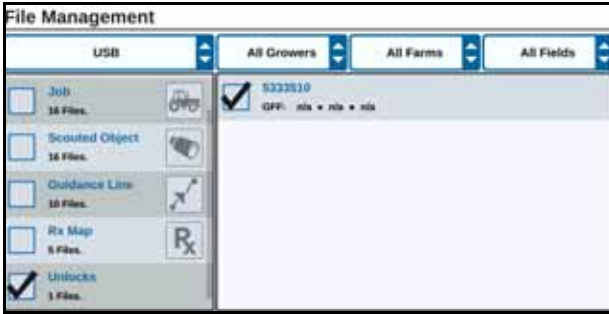 File Management
USB
All Growers
All Farms
All Fields
Job
16 Files.
Scouted Object
16 Files.
Guidance Line
10 Files.
Rx Map
5 Files.
Rx
Unlocks
1 Files.
5333510
GFF: n/a • n/a • n/a